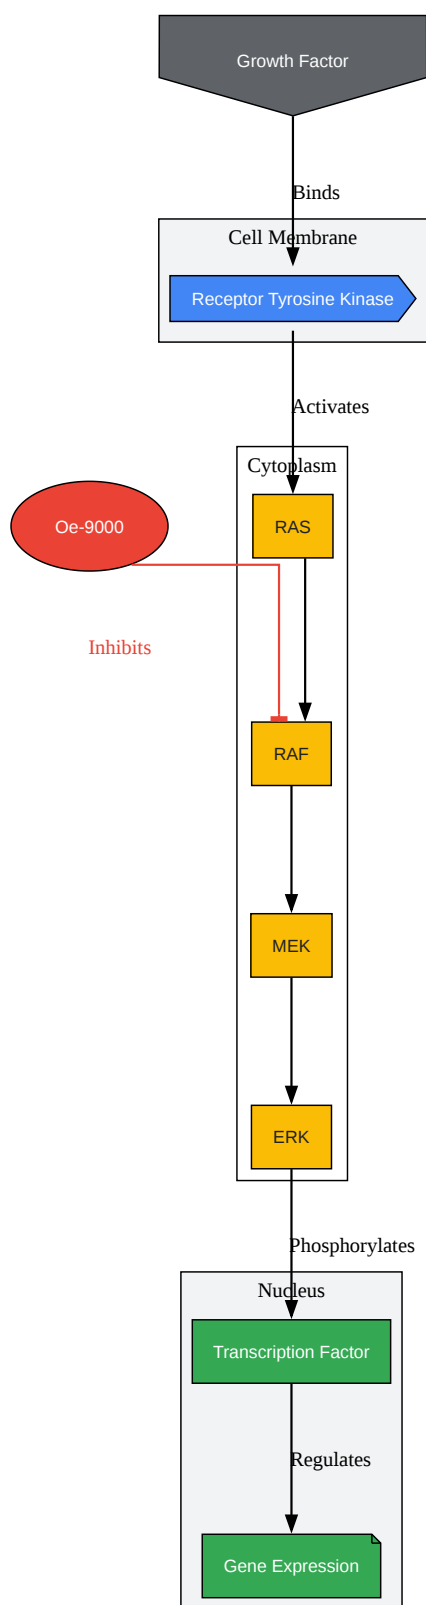 Growth Factor
Binds
Cell Membrane
Receptor Tyrosine Kinase
Activates
Cytoplasm
RAS
Oe-9000
Inhibits
RAF
MEK
ERK
Phosphorylates
Nucleus
Transcription Factor
Regulates
Gene Expression